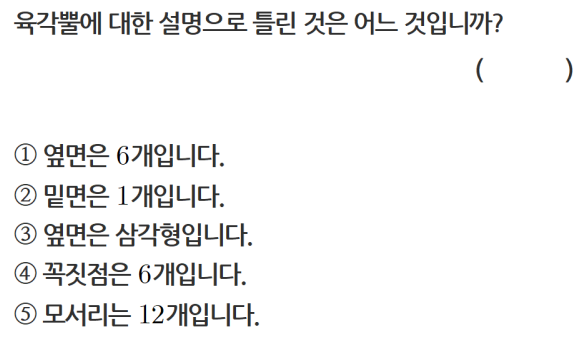 육각뿔에 대한 설명으로 틀린 것은 어느 것입니까?
( )
① 옆면은 6개입니다.
② 밑면은 1개입니다.
③ 옆면은 삼각형입니다.
④ 꼭짓점은 6개입니다.
⑤ 모서리는 12개입니다.